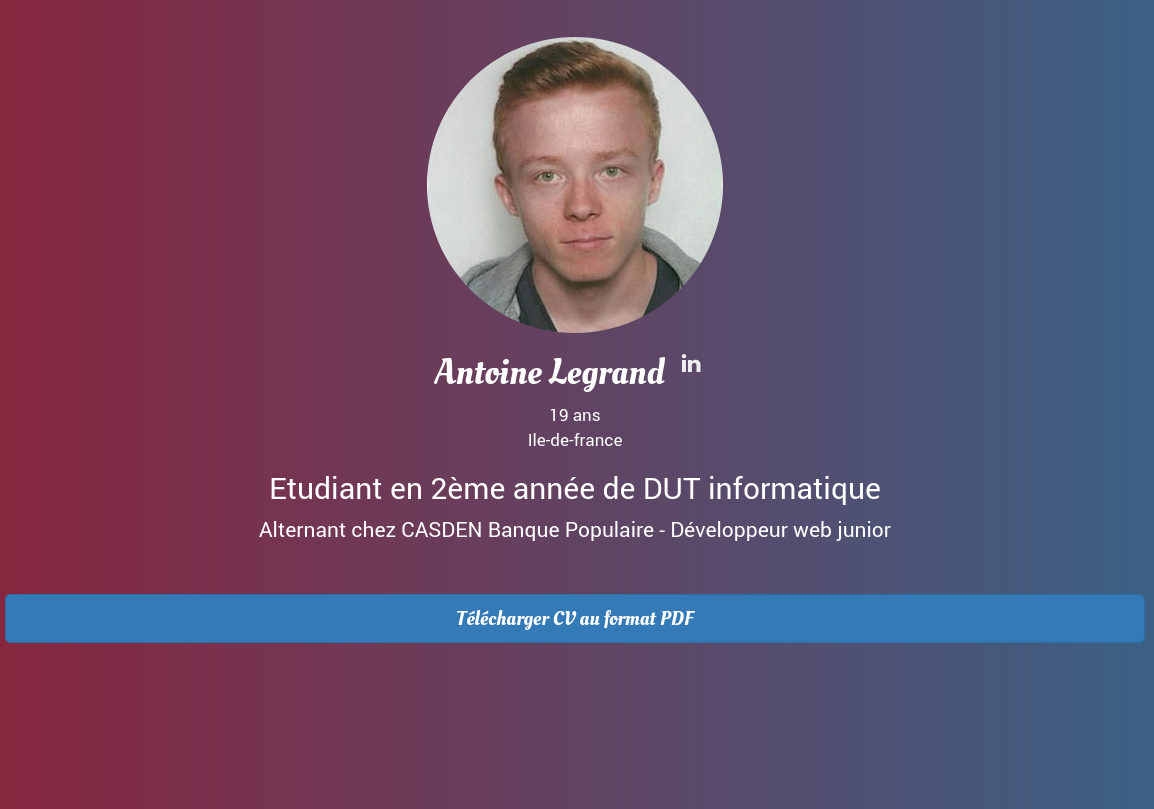 Antoine Legrand in
19 ans
Ile-de-france
Etudiant en 2ème année de DUT informatique
Alternant chez CASDEN Banque Populaire - Développeur web junior
Télécharger CV au format PDF